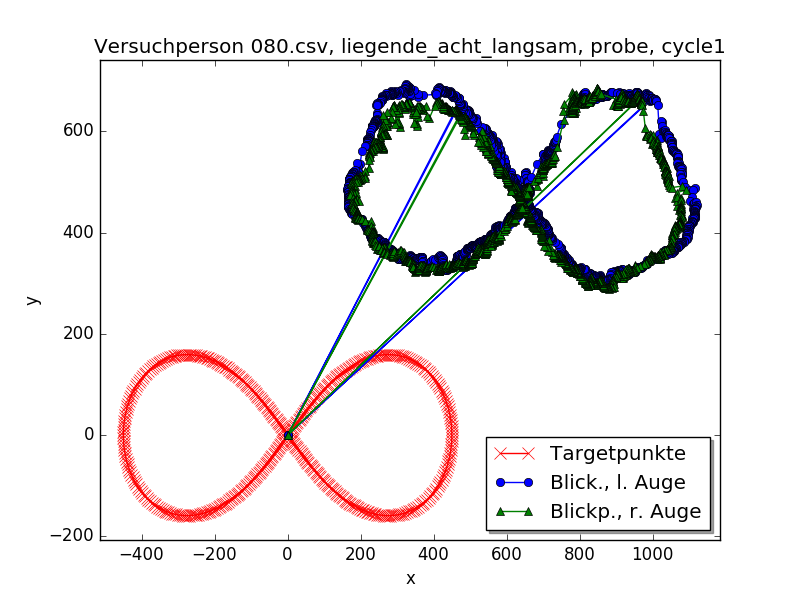 Versuchperson 080.csv, liegende_acht_langsam, probe, cycle1
y
600
400
200
0
−200
−400 −200 0 200 400 600 800 1000
x
Targetpunkte
Blick., l. Auge
Blickp., r. Auge